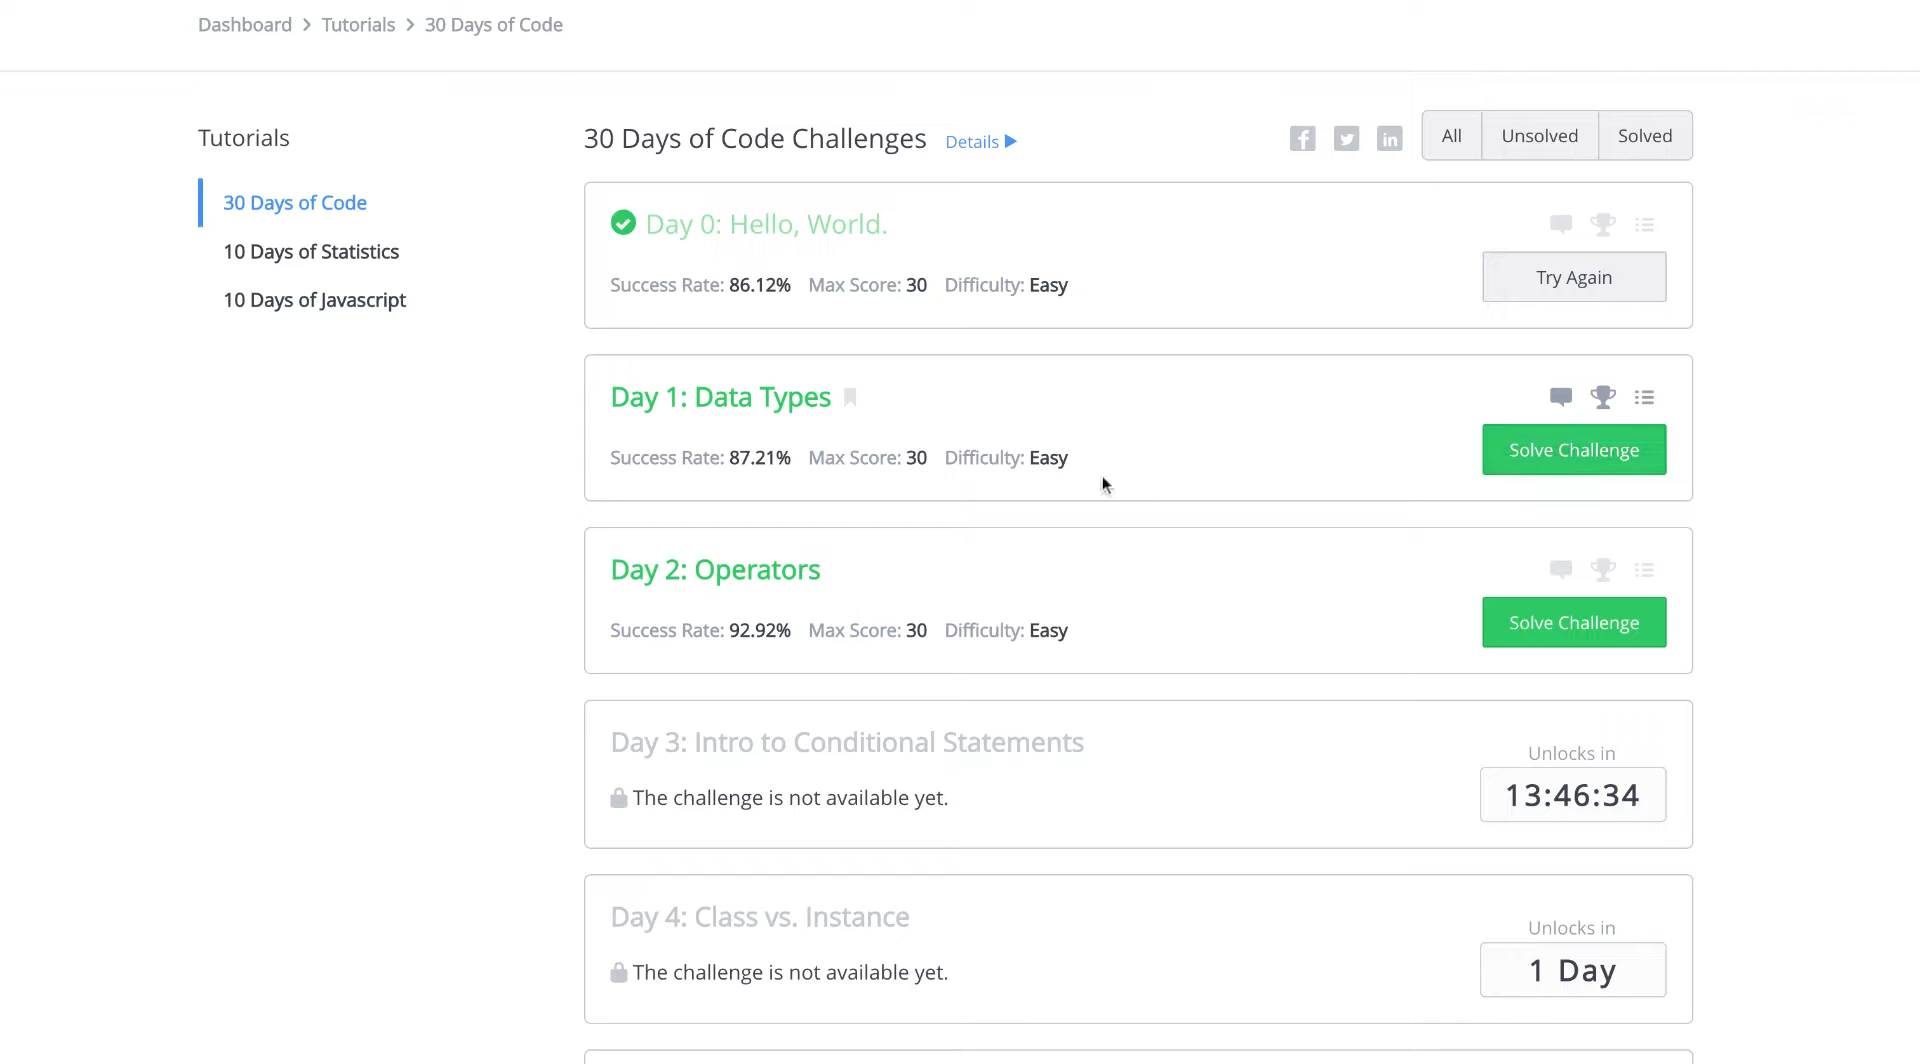 Dashboard > Tutorials > 30 Days of Code
Tutorials
30 Days of Code
10 Days of Statistics
10 Days of Javascript
30 Days of Code Challenges Details
All Unsolved Solved
Day 0: Hello, World.
Success Rate: 86.12% Max Score: 30 Difficulty: Easy
Try Again
Day 1: Data Types
Success Rate: 87.21% Max Score: 30 Difficulty: Easy
Solve Challenge
Day 2: Operators
Success Rate: 92.92% Max Score: 30 Difficulty: Easy
Solve Challenge
Day 3: Intro to Conditional Statements
The challenge is not available yet.
Unlocks in
13:46:34
Day 4: Class vs. Instance
The challenge is not available yet.
Unlocks in
1 Day